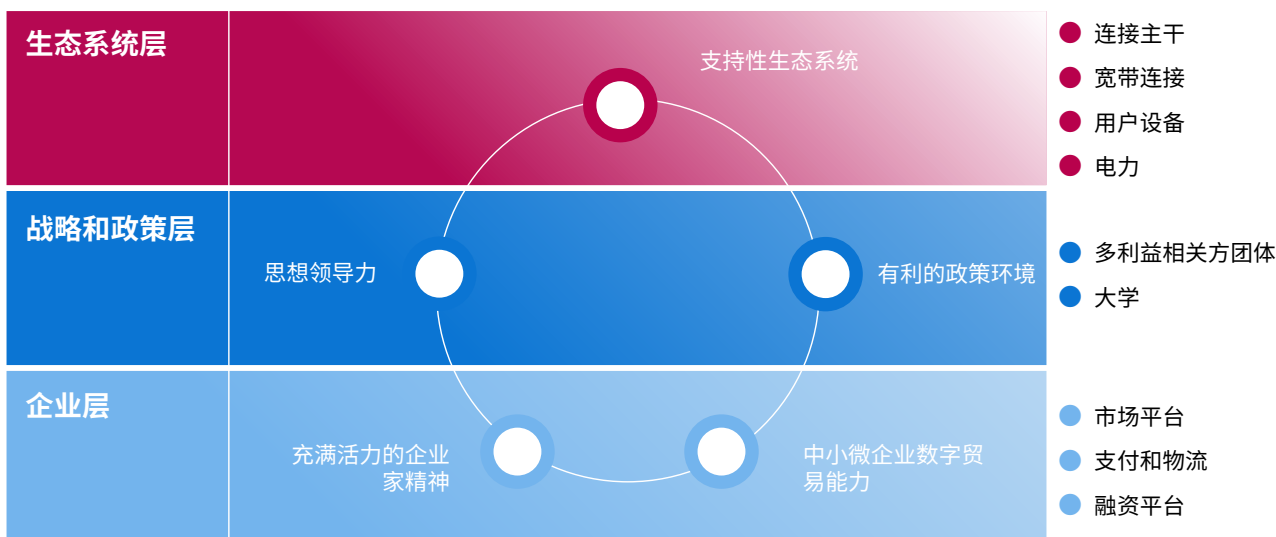 生态系统层
支持性生态系统
连接主干
宽带连接
用户设备
电力
战略和政策层
思想领导力
有利的政策环境
多利益相关方团体
大学
企业层
充满活力的企业
家精神
中小微企业数字贸
易能力
市场平台
支付和物流
融资平台